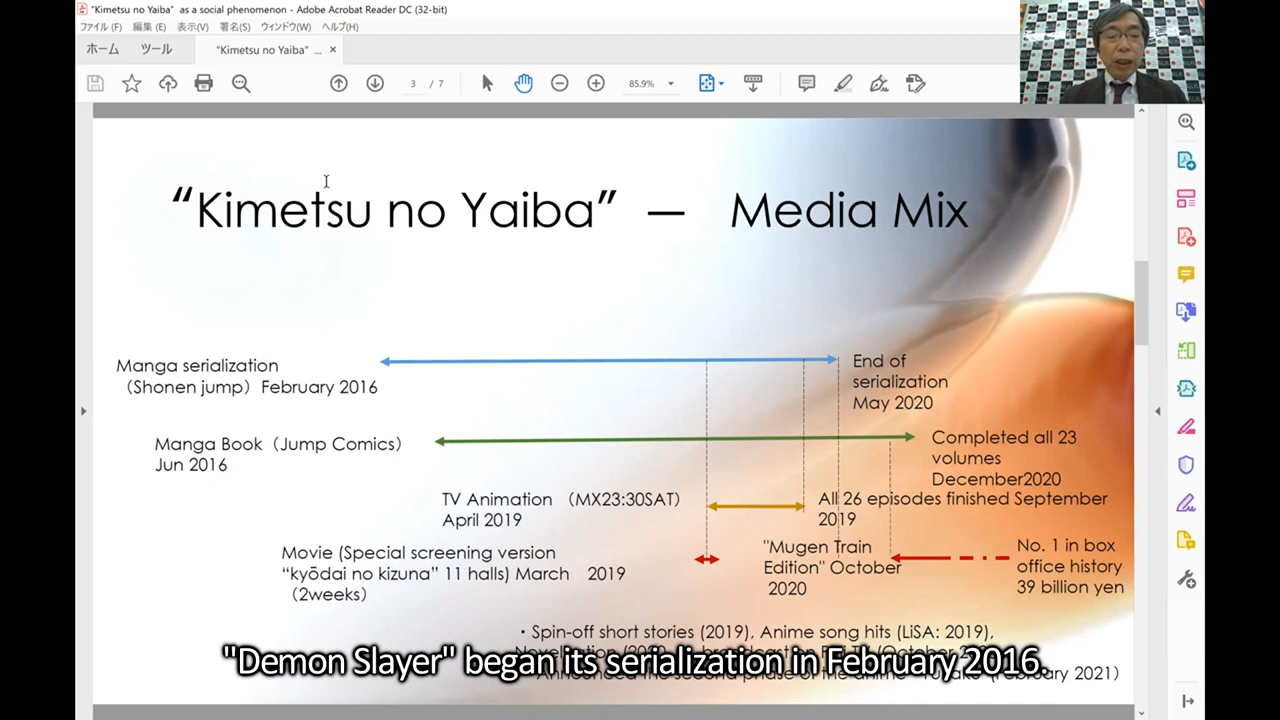 "Kimetsu no Yaiba" as a social phenomenon - Adobe Acrobat Reader DC (32-bit)
ファイル (F) 編集 (E) 表示(V) 署名(S) ウィンドウ(W) ヘルプ(H)
ホーム ツール "Kimetsu no Yaiba" ... ×
3 / 7 85.9%
“Kimetsu no Yaiba” — Media Mix
Manga serialization
（Shonen jump）February 2016
End of
serialization
May 2020
Manga Book（Jump Comics）
Jun 2016
Completed all 23
volumes
December2020
TV Animation （MX23:30SAT）
April 2019
All 26 episodes finished September
2019
Movie (Special screening version
“kyōdai no kizuna” 11 halls) March 2019
（2weeks）
"Mugen Train
Edition" October
2020
No. 1 in box
office history
39 billion yen
・Spin-off short stories (2019), Anime song hits (LiSA: 2019),
"Demon Slayer" began its serialization in February 2016.